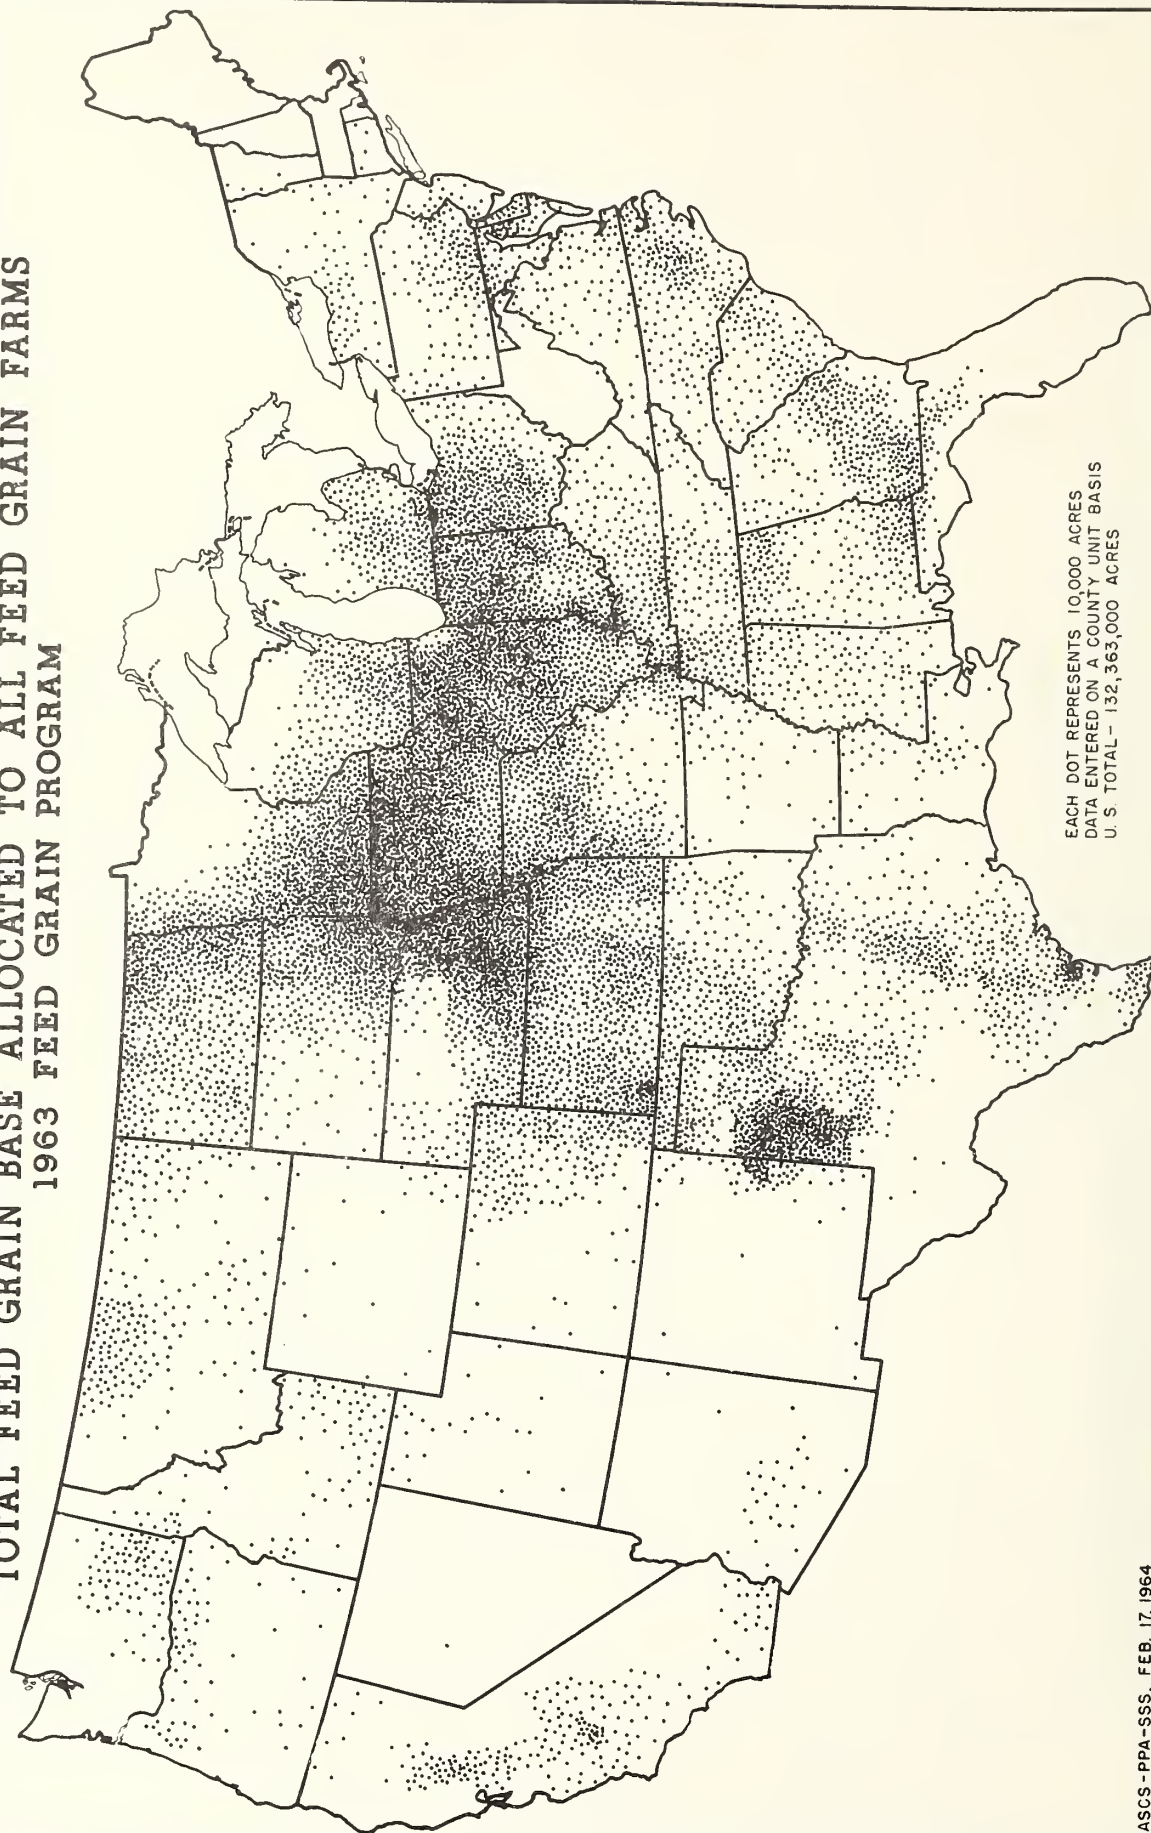 TOTAL FEED GRAIN BASE ALLOCATED TO ALL FEED GRAIN FARMS
1963 FEED GRAIN PROGRAM
EACH DOT REPRESENTS 10,000 ACRES
DATA ENTERED ON A COUNTY UNIT BASIS
U. S. TOTAL- 132,363,000 ACRES
ASCS-PPA-SSS, FEB. 17, 1964